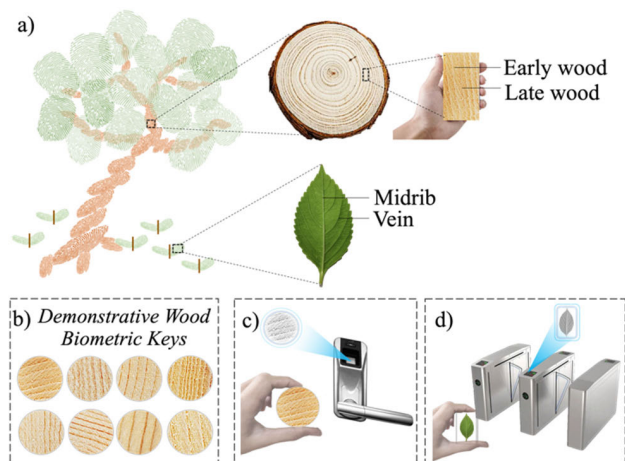 a)
Early wood
Late wood
Midrib
Vein
b) Demonstrative Wood
Biometric Keys
c)
d)